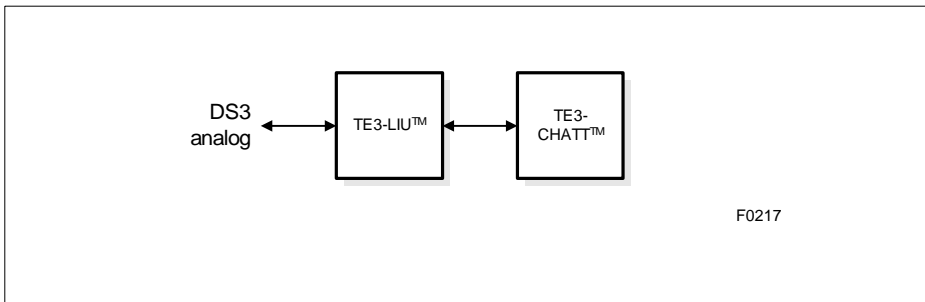 DS3
analog
TE3-LIU™
TE3-
CHATT™
F0217